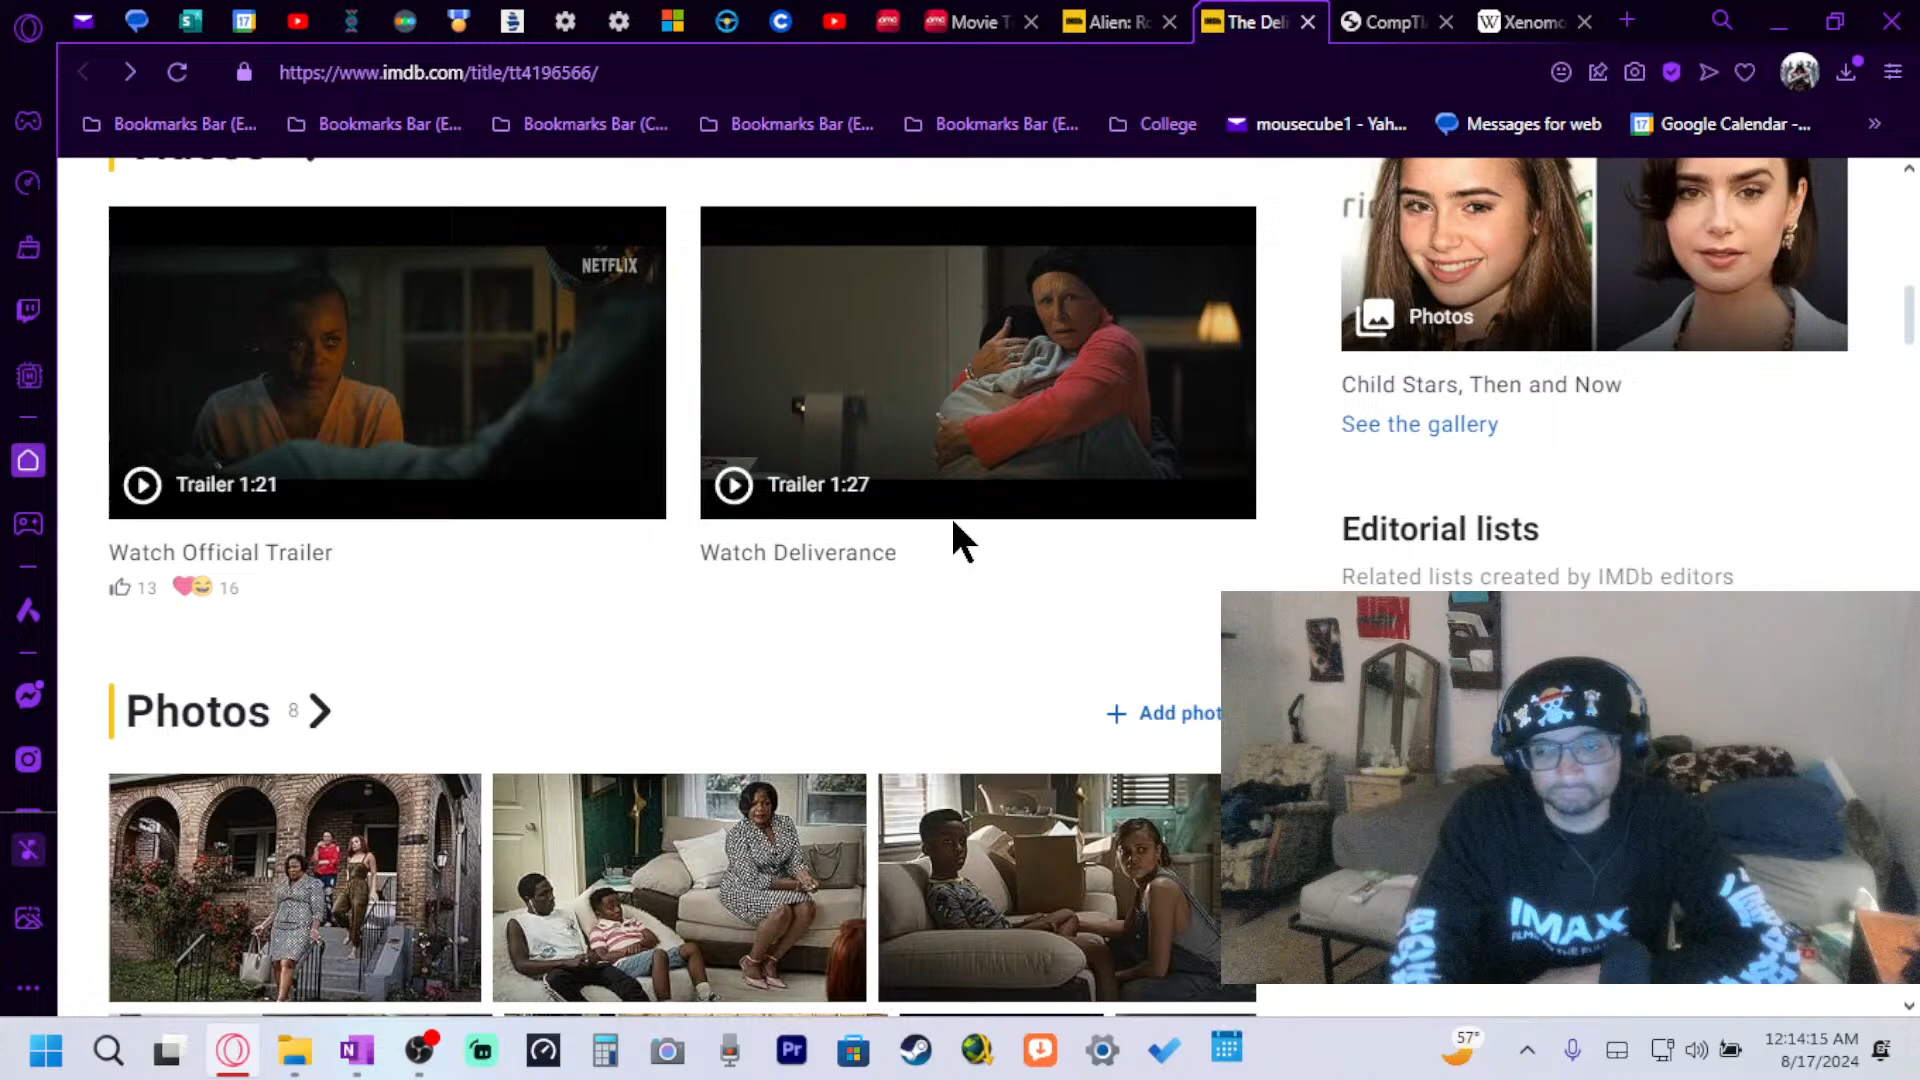 Movie T
Alien: Ro
The Deli
CompTI
Xenomo
https://www.imdb.com/title/tt4196566/
Bookmarks Bar (E...
Bookmarks Bar (E...
Bookmarks Bar (C...
Bookmarks Bar (E...
Bookmarks Bar (E...
College
mousecube1 - Yah...
Messages for web
Google Calendar -...
NETFLIX
Trailer 1:21
Trailer 1:27
Photos
Child Stars, Then and Now
See the gallery
Watch Official Trailer
13
16
Watch Deliverance
Editorial lists
Related lists created by IMDb editors
Photos 8
Add phot
IMAX
57°
12:14:15 AM
8/17/2024